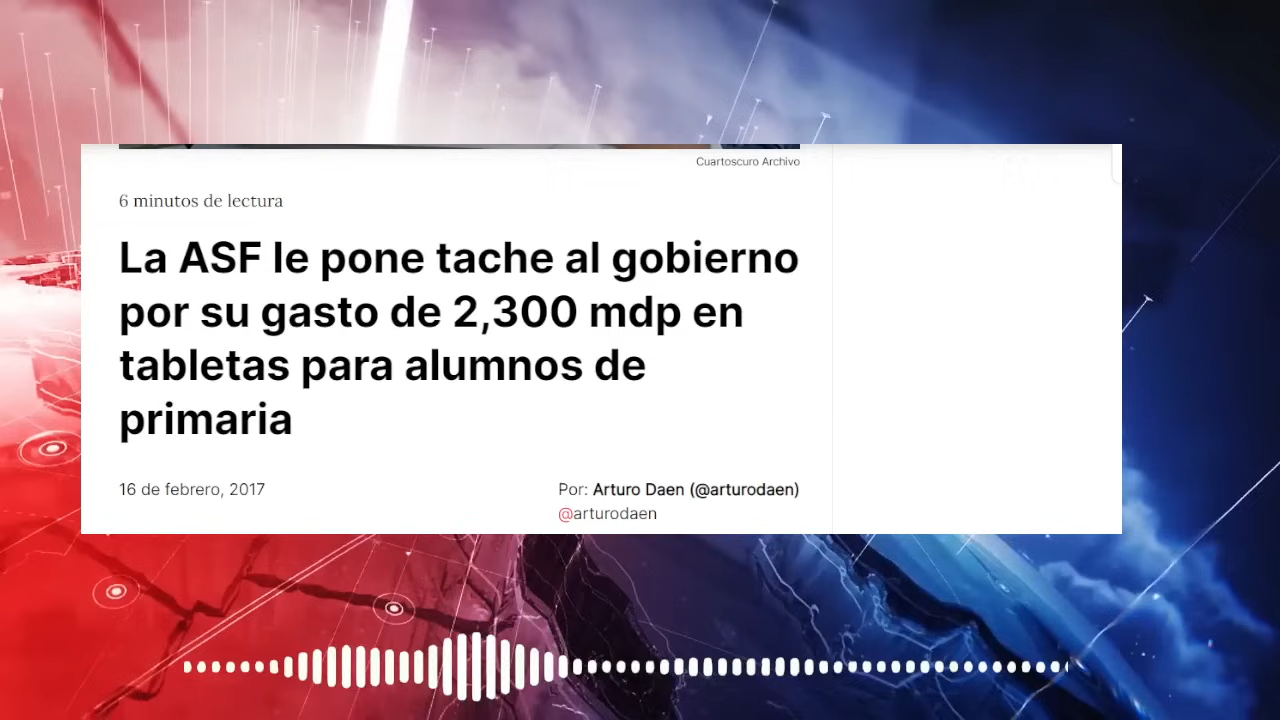 Cuartoscuro Archivo
6 minutos de lectura
La ASF le pone tache al gobierno
por su gasto de 2,300 mdp en
tabletas para alumnos de
primaria
16 de febrero, 2017
Por: Arturo Daen (@arturodaen)
@arturodaen